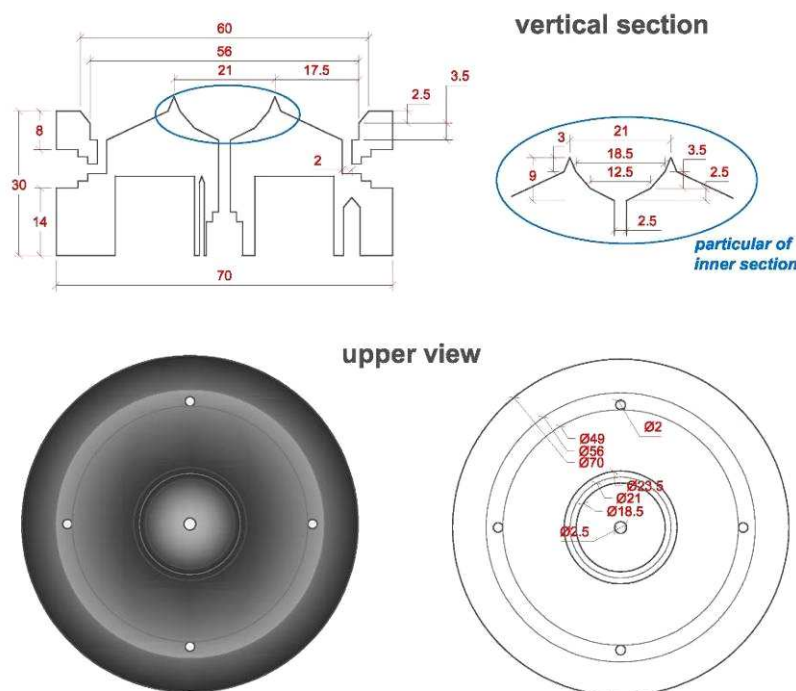 vertical section
60
56
21
17.5
2.5
3.5
8
2
30
14
70
21
3
18.5
3.5
9
12.5
2.5
2.5
particular of
inner section
upper view
Ø2
Ø49
Ø56
Ø70
Ø23.5
Ø21
Ø18.5
Ø2.5